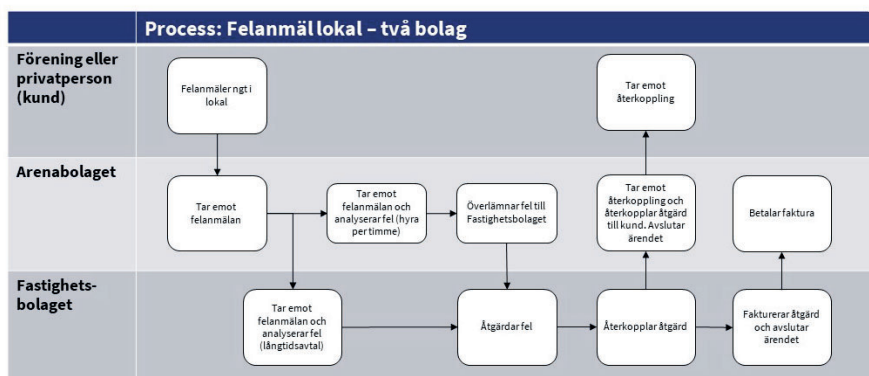 Process: Felanmäl lokal – två bolag
Förening eller
privatperson
(kund)
Felanmäler ngt i
lokal
Tar emot
återkoppling
Arenabolaget
Tar emot
felanmälan
Tar emot
felanmälan och
analyserar fel (hyra
per timme)
Överlämnar fel till
Fastighetsbolaget
Tar emot
återkoppling och
återkopplar åtgärd
till kund. Avslutar
ärendet
Betalar faktura
Fastighets-
bolaget
Tar emot
felanmälan och
analyserar fel
(långtidsavtal)
Åtgärdar fel
Återkopplar åtgärd
Fakturerar åtgärd
och avslutar
ärendet